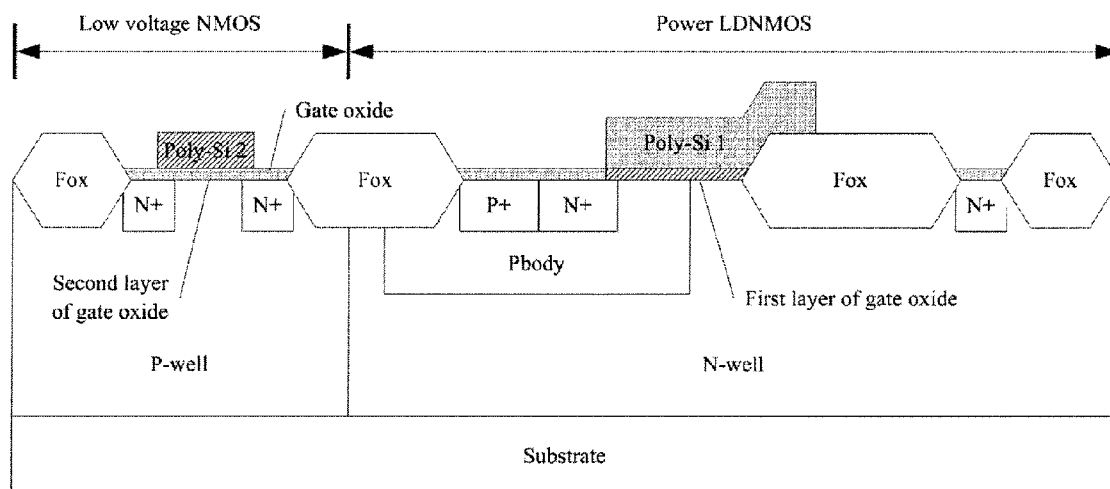 Low voltage NMOS
Power LDNMOS
Gate oxide
Poly-Si 2
Poly-Si 1
Fox
Fox
Fox
Fox
N+
N+
P+
N+
N+
Pbody
Second layer
of gate oxide
First layer of gate oxide
P-well
N-well
Substrate